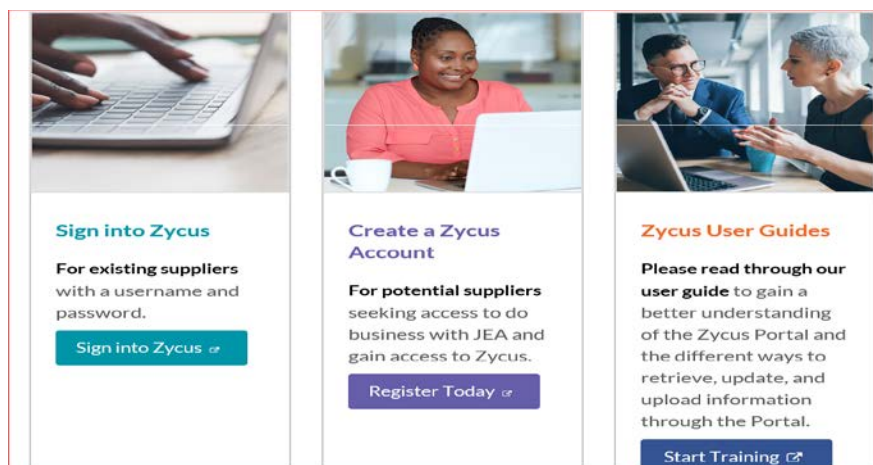 Sign into Zycus
For existing suppliers
with a username and
password.
Sign into Zycus
Create a Zycus
Account
For potential suppliers
seeking access to do
business with JEA and
gain access to Zycus.
Register Today
Zycus User Guides
Please read through our
user guide to gain a
better understanding
of the Zycus Portal and
the different ways to
retrieve, update, and
upload information
through the Portal.
Start Training